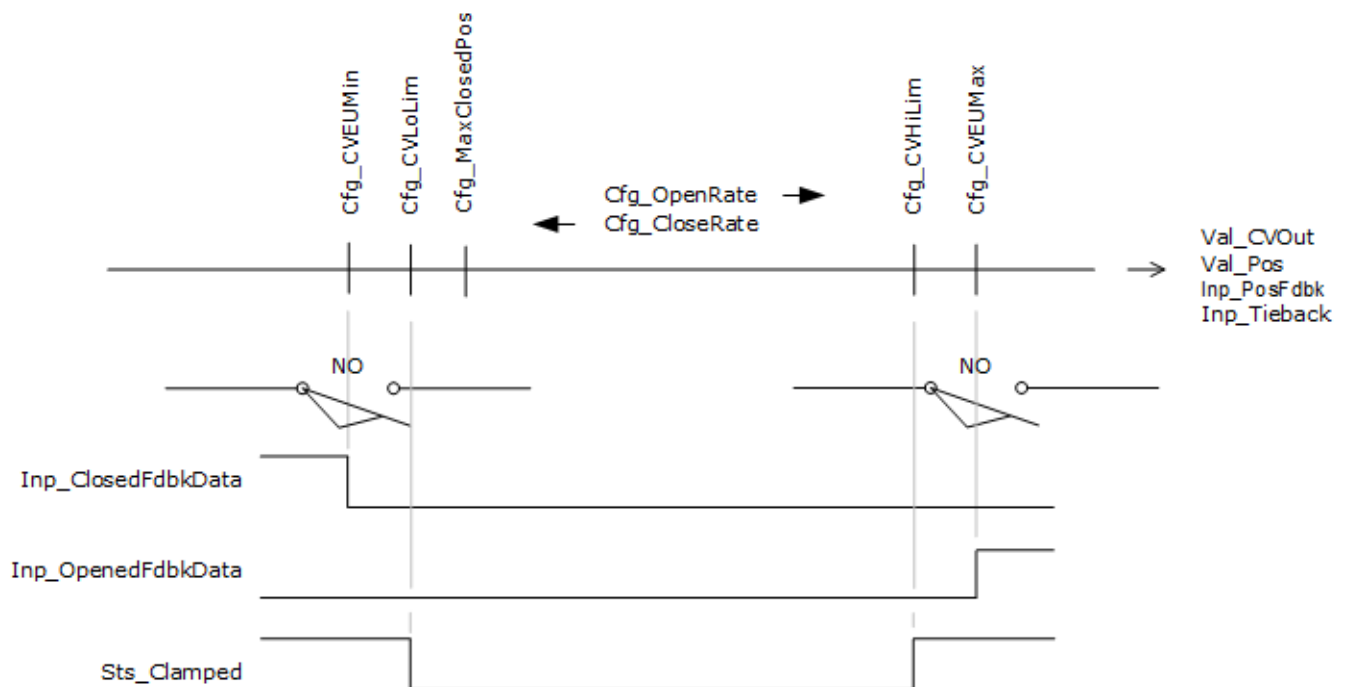 Cfg_CVEUMin
Cfg_CVLoLim
Cfg_MaxClosedPos
Cfg_OpenRate
Cfg_CloseRate
Cfg_CVHiLim
Cfg_CVEUMax
Val_CVOut
Val_Pos
Inp_PosFdbk
Inp_Tieback
NO
NO
Inp_ClosedFdbkData
Inp_OpenedFdbkData
Sts_Clamped